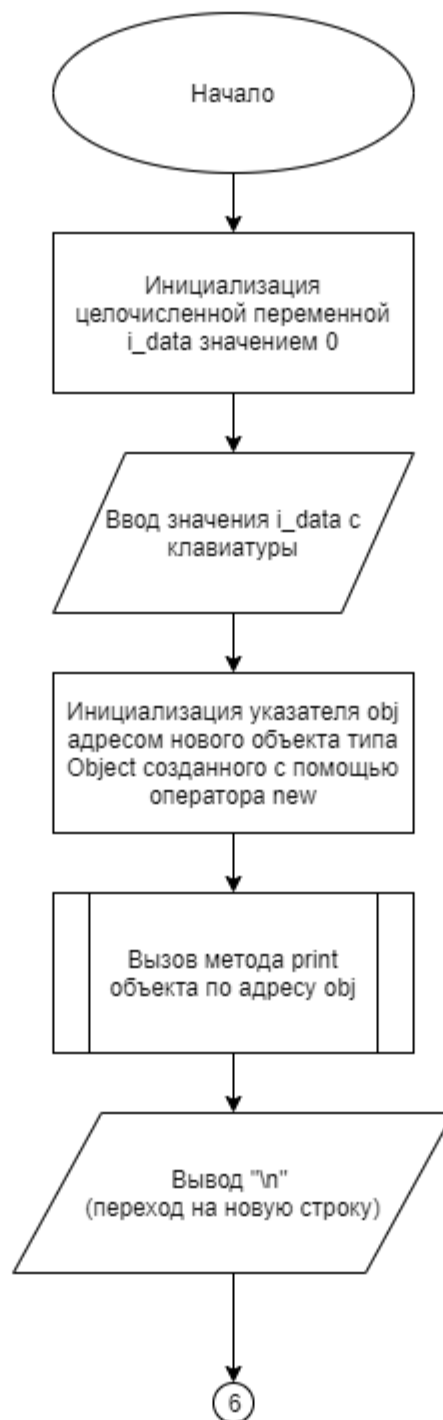 Начало
Инициализация
целочисленной переменной
i_data значением 0
Ввод значения i_data с
клавиатуры
Инициализация указателя obj
адресом нового объекта типа
Object созданного с помощью
оператора new
Вызов метода print
объекта по адресу obj
Вывод "\n"
(переход на новую строку)
6